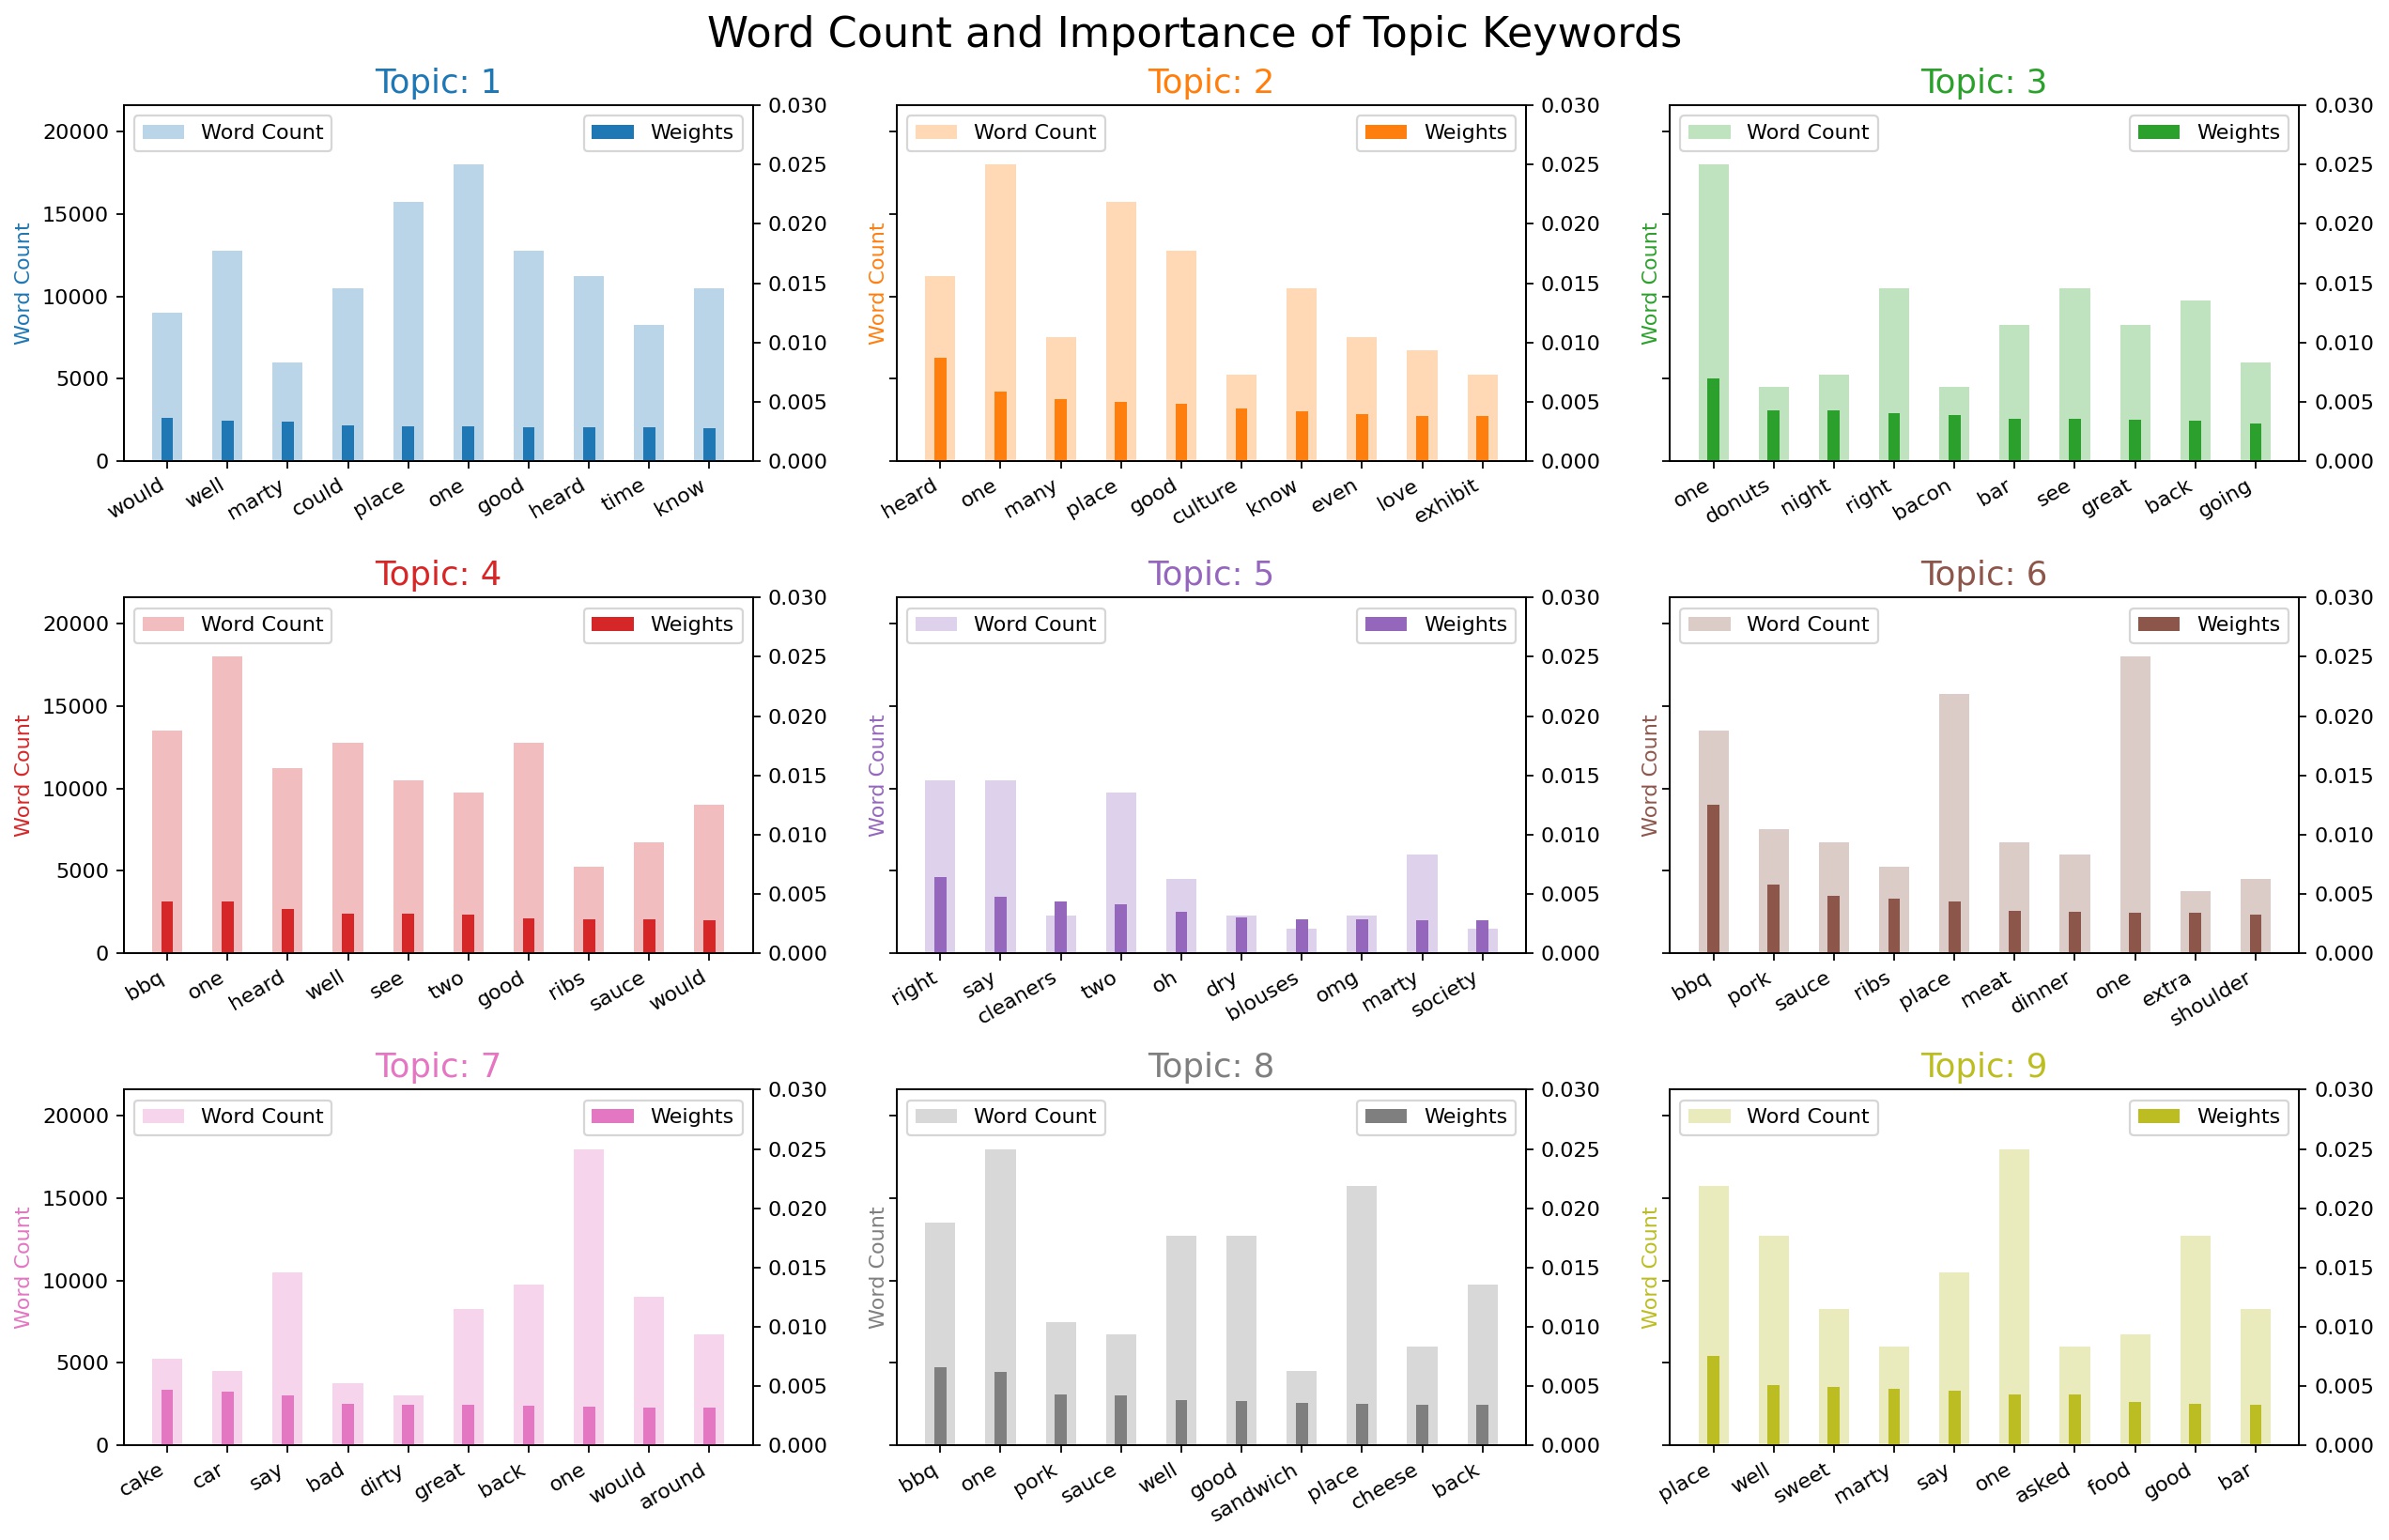 Word Count and Importance of Topic Keywords
Topic: 1
Word Count
Weights
Word Count
20000
15000
10000
5000
0
0.030
0.025
0.020
0.015
0.010
0.005
0.000
would well marty could place one good heard time know
Topic: 2
Word Count
Weights
Word Count
0.030
0.025
0.020
0.015
0.010
0.005
0.000
heard one many place good culture know even love exhibit
Topic: 3
Word Count
Weights
Word Count
0.030
0.025
0.020
0.015
0.010
0.005
0.000
one donuts night right bacon bar see great back going
Topic: 4
Word Count
Weights
Word Count
20000
15000
10000
5000
0
0.030
0.025
0.020
0.015
0.010
0.005
0.000
bbq one heard well see two good ribs sauce would
Topic: 5
Word Count
Weights
Word Count
0.030
0.025
0.020
0.015
0.010
0.005
0.000
right say cleaners two oh dry blouses omg marty society
Topic: 6
Word Count
Weights
Word Count
0.030
0.025
0.020
0.015
0.010
0.005
0.000
bbq pork sauce ribs place meat dinner one extra shoulder
Topic: 7
Word Count
Weights
Word Count
20000
15000
10000
5000
0
0.030
0.025
0.020
0.015
0.010
0.005
0.000
cake car say bad dirty great back one would around
Topic: 8
Word Count
Weights
Word Count
0.030
0.025
0.020
0.015
0.010
0.005
0.000
bbq one pork sauce well good sandwich place cheese back
Topic: 9
Word Count
Weights
Word Count
0.030
0.025
0.020
0.015
0.010
0.005
0.000
place well sweet marty say one asked food good bar